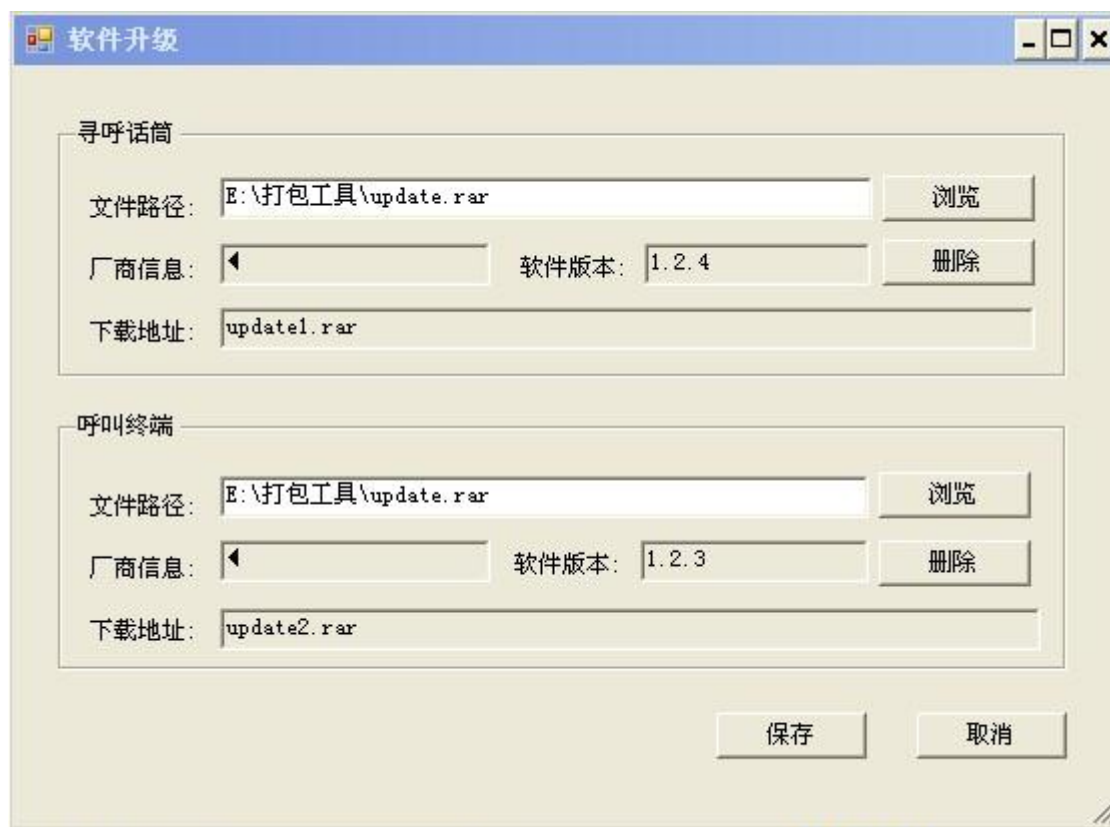 软件升级
寻呼话筒
文件路径: E:\打包工具\update.rar 浏览
厂商信息: 软件版本: 1.2.4 删除
下载地址: update1.rar
呼叫终端
文件路径: E:\打包工具\update.rar 浏览
厂商信息: 软件版本: 1.2.3 删除
下载地址: update2.rar
保存 取消